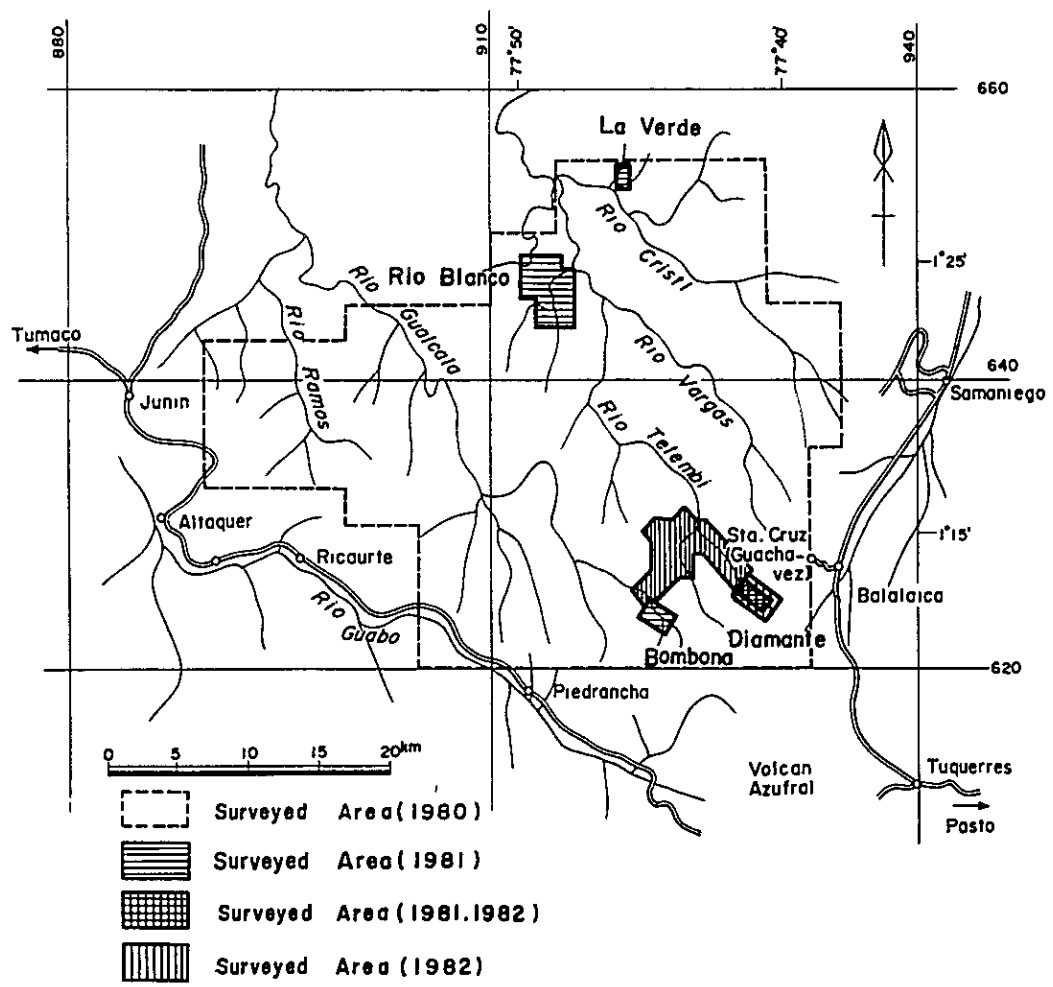 880
910
77°50'
77°40'
940
660
La Verde
Rio Cristi
1°25'
Rio Blanco
Rio Gualcala
Rio Ramos
Rio Vargas
Tumaco
Junin
640
Samaniego
Rio Telembi
Altaquer
Ricaurte
Rio Guabo
Sta. Cruz
(Guacha-
vez)
1°15'
Balalaica
Diamante
Bombona
620
Piedrancha
0 5 10 15 20km
Volcan
Azufral
Tuquerres
Pasto
Surveyed Area (1980)
Surveyed Area (1981)
Surveyed Area (1981.1982)
Surveyed Area (1982)